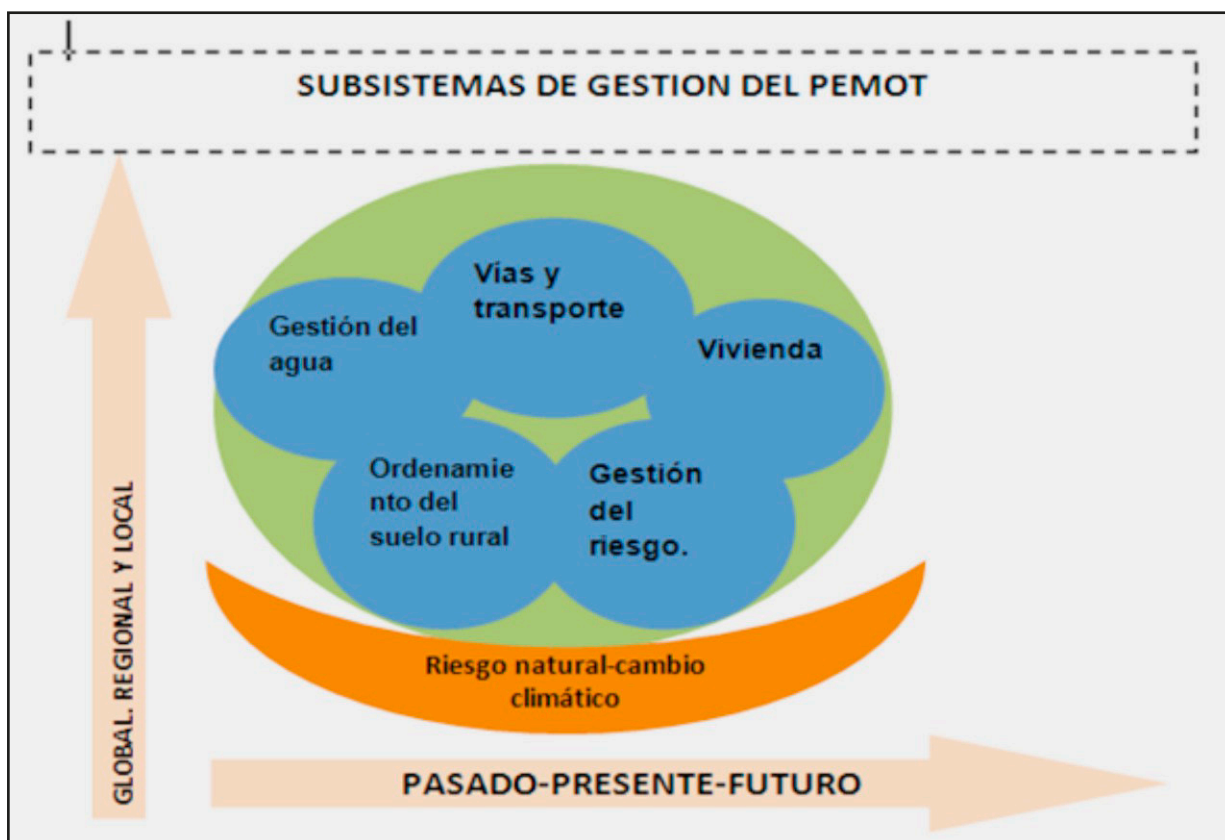 SUBSISTEMAS DE GESTION DEL PEMOT
Vías y
transporte
Gestión del
agua
Vivienda
Ordenamie
nto del
suelo rural
Gestión
del
riesgo.
Riesgo natural-cambio
climático
GLOBAL. REGIONAL Y LOCAL
PASADO-PRESENTE-FUTURO